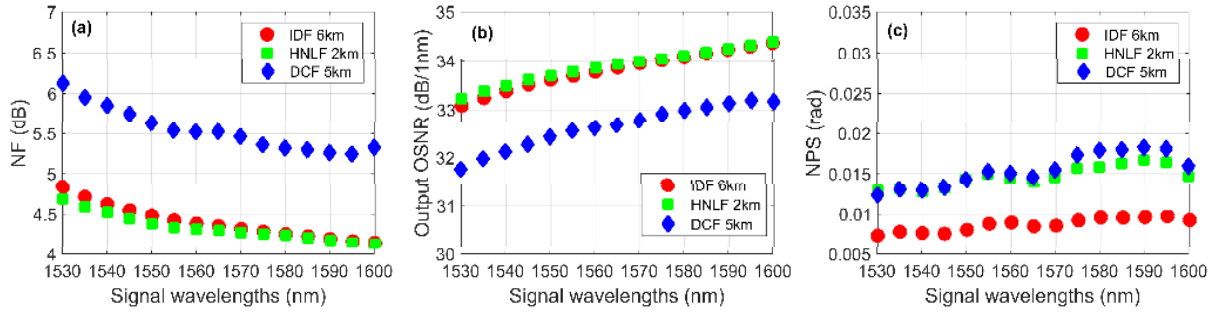 (a)
IDF 6km
HNLF 2km
DCF 5km
NF (dB)
7
6.5
6
5.5
5
4.5
4
1530 1540 1550 1560 1570 1580 1590 1600
Signal wavelengths (nm)
(b)
IDF 6km
HNLF 2km
DCF 5km
Output OSNR (dB/1nm)
35
34
33
32
31
30
1530 1540 1550 1560 1570 1580 1590 1600
Signal wavelengths (nm)
(c)
IDF 6km
HNLF 2km
DCF 5km
NPS (rad)
0.035
0.03
0.025
0.02
0.015
0.01
0.005
1530 1540 1550 1560 1570 1580 1590 1600
Signal wavelengths (nm)